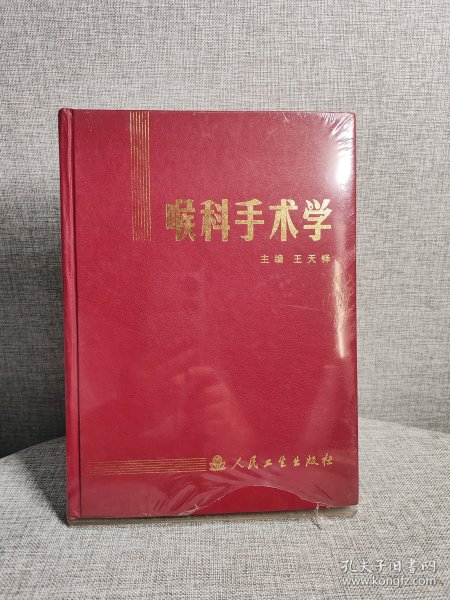 喉科手术学
主编 王天铎
人民卫生出版社
孔夫子旧书网
www.kongfz.com